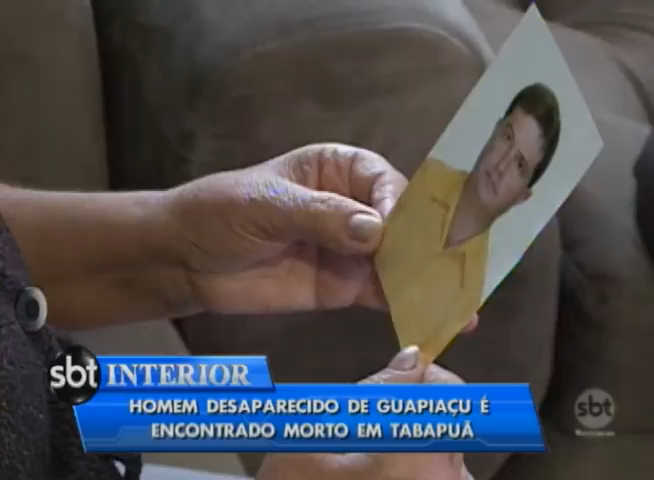 sbt INTERIOR
HOMEM DESAPARECIDO DE GUAPIAÇU É
ENCONTRADO MORTO EM TABAPUÃ
sbt